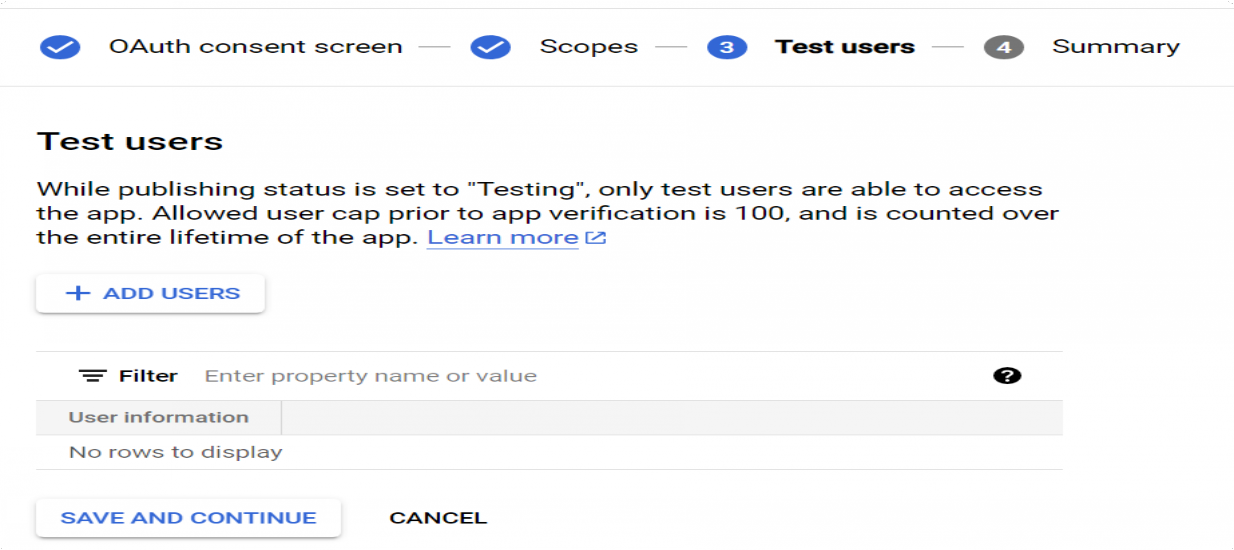 OAuth consent screen — Scopes — 3 Test users — 4 Summary
Test users
While publishing status is set to "Testing", only test users are able to access
the app. Allowed user cap prior to app verification is 100, and is counted over
the entire lifetime of the app. Learn more
+ ADD USERS
Filter Enter property name or value ?
User information
No rows to display
SAVE AND CONTINUE CANCEL